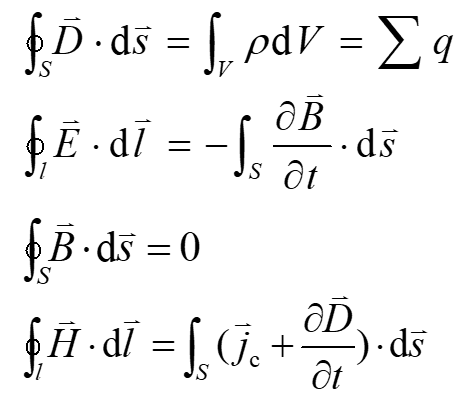 ∮_S D⃗ · ds⃗ = ∫_V ρdV = ∑ q
∮_l E⃗ · dl⃗ = −∫_S ∂B⃗/∂t · ds⃗
∮_S B⃗ · ds⃗ = 0
∮_l H⃗ · dl⃗ = ∫_S (j⃗_c + ∂D⃗/∂t) · ds⃗